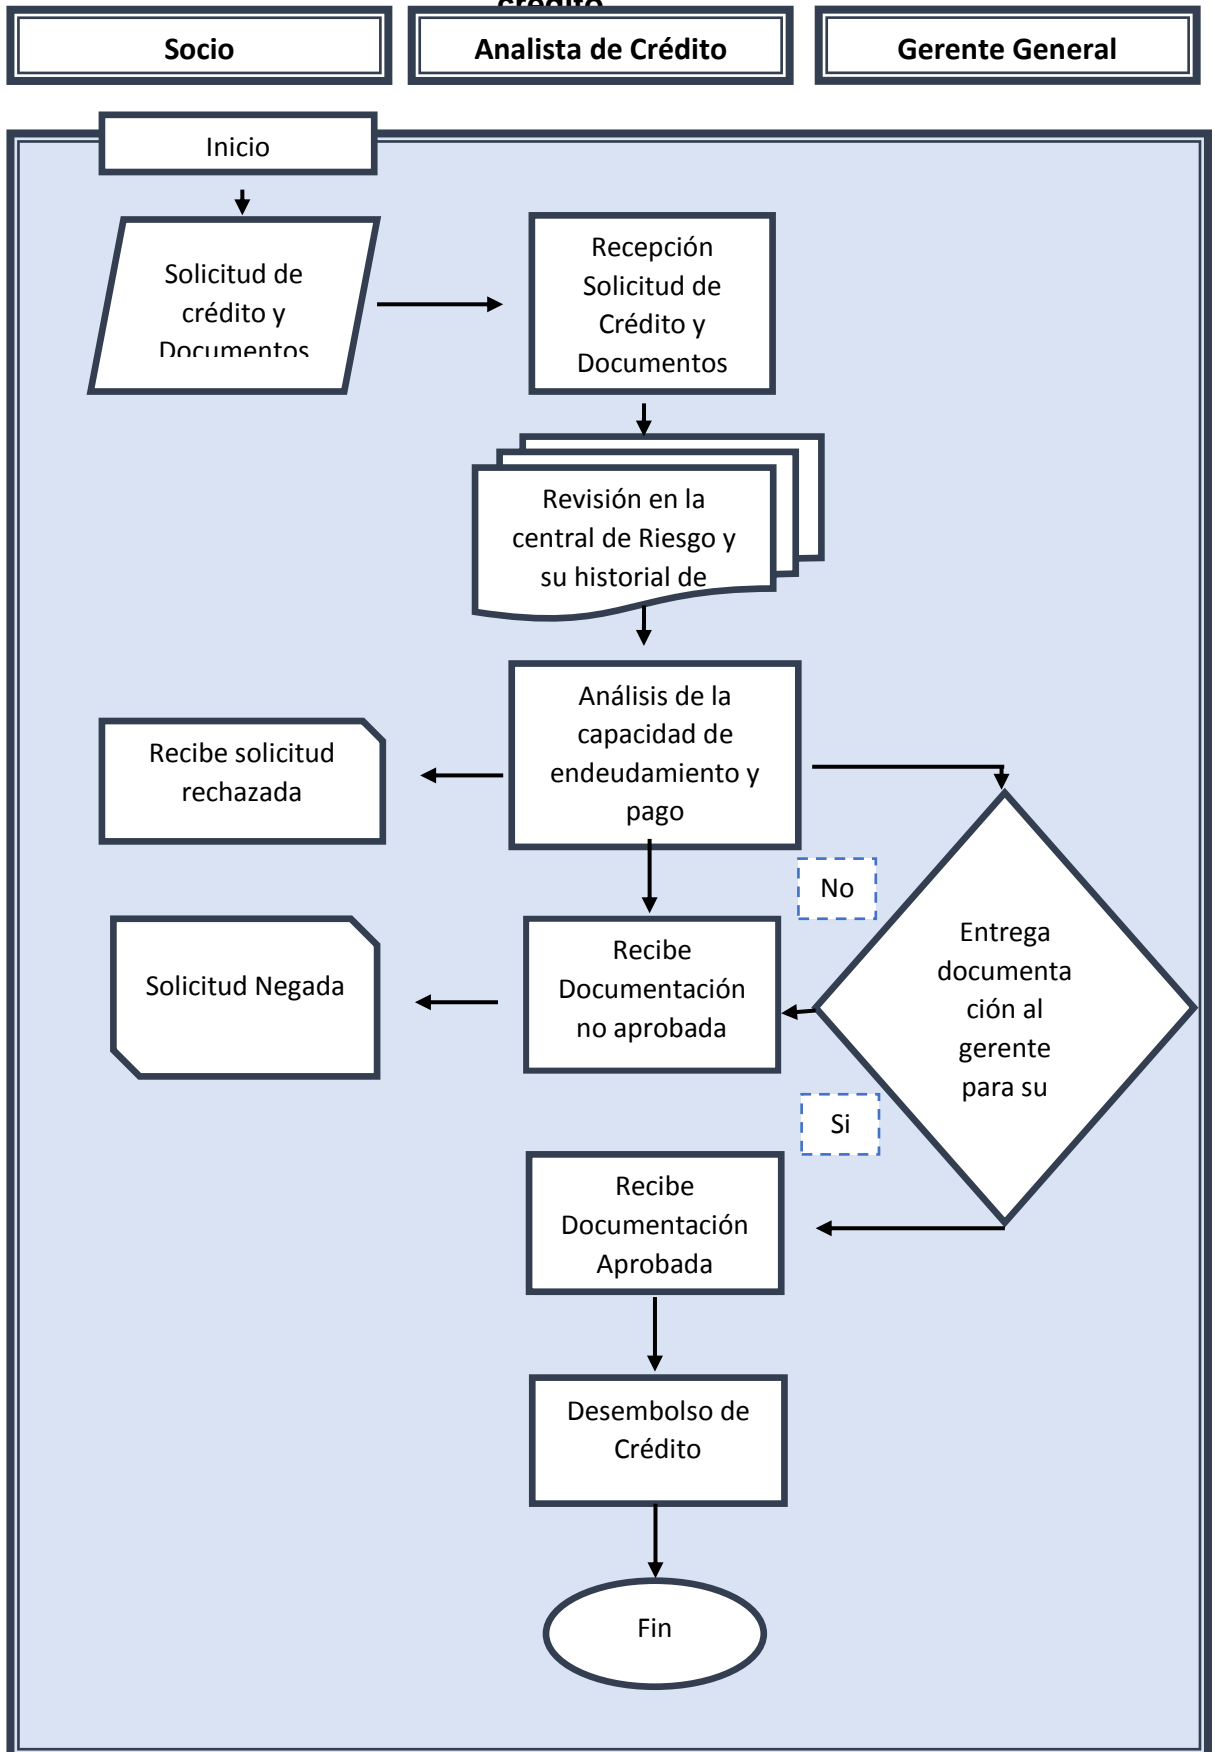 crédito
Socio
Analista de Crédito
Gerente General
Inicio
Solicitud de
crédito y
Documentos
Recepción
Solicitud de
Crédito y
Documentos
Revisión en la
central de Riesgo y
su historial de
Análisis de la
capacidad de
endeudamiento y
pago
Recibe solicitud
rechazada
No
Entrega
documenta
ción al
gerente
para su
Recibe
Documentación
no aprobada
Solicitud Negada
Si
Recibe
Documentación
Aprobada
Desembolso de
Crédito
Fin